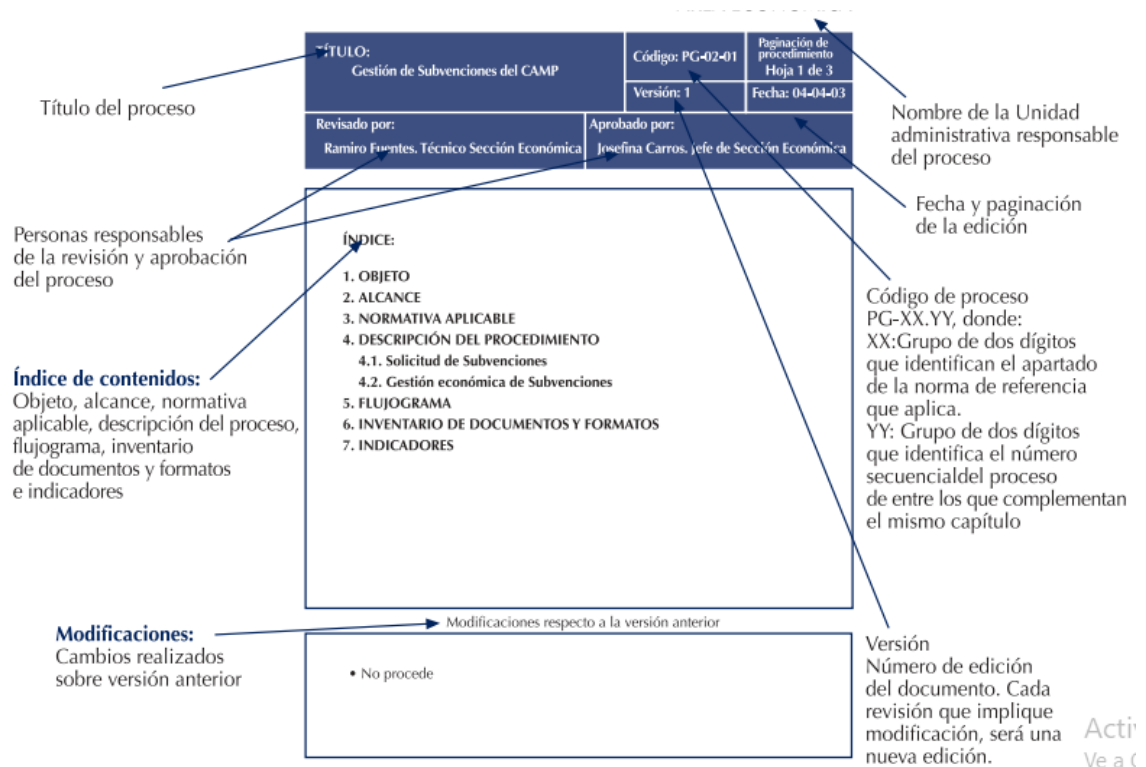 TÍTULO:
Gestión de Subvenciones del CAMP
Código: PG-02-01
Paginación de
procedimiento
Hoja 1 de 3
Versión: 1
Fecha: 04-04-03
Revisado por:
Ramiro Fuentes. Técnico Sección Económica
Aprobado por:
Josefina Carros. Jefe de Sección Económica
Título del proceso
Nombre de la Unidad
administrativa responsable
del proceso
Fecha y paginación
de la edición
Personas responsables
de la revisión y aprobación
del proceso
ÍNDICE:
1. OBJETO
2. ALCANCE
3. NORMATIVA APLICABLE
4. DESCRIPCIÓN DEL PROCEDIMIENTO
4.1. Solicitud de Subvenciones
4.2. Gestión económica de Subvenciones
5. FLUJOGRAMA
6. INVENTARIO DE DOCUMENTOS Y FORMATOS
7. INDICADORES
Código de proceso
PG-XX.YY, donde:
XX:Grupo de dos dígitos
que identifican el apartado
de la norma de referencia
que aplica.
YY: Grupo de dos dígitos
que identifica el número
secuencialdel proceso
de entre los que complementan
el mismo capítulo
Índice de contenidos:
Objeto, alcance, normativa
aplicable, descripción del proceso,
flujograma, inventario
de documentos y formatos
e indicadores
Modificaciones respecto a la versión anterior
Modificaciones:
Cambios realizados
sobre versión anterior
• No procede
Versión
Número de edición
del documento. Cada
revisión que implique
modificación, será una
nueva edición.
Ve a